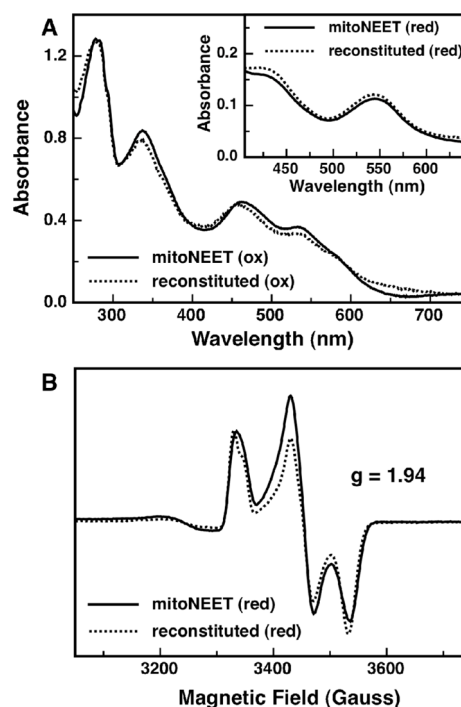 A
1.2
0.8
0.4
0.0
Absorbance
300 400 500 600 700
Wavelength (nm)
mitoNEET (ox)
reconstituted (ox)
mitoNEET (red)
reconstituted (red)
0.2
0.1
0.0
Absorbance
450 500 550 600 650
Wavelength (nm)
B
g = 1.94
mitoNEET (red)
reconstituted (red)
3200 3400 3600
Magnetic Field (Gauss)